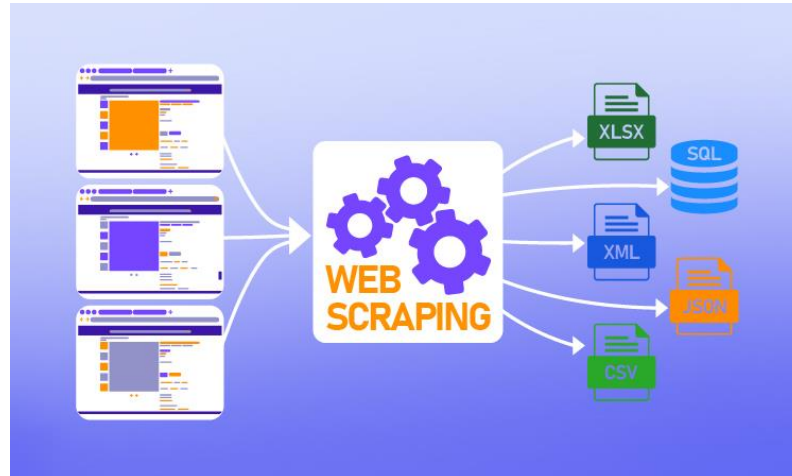 WEB
SCRAPING
XLSX
SQL
XML
JSON
CSV